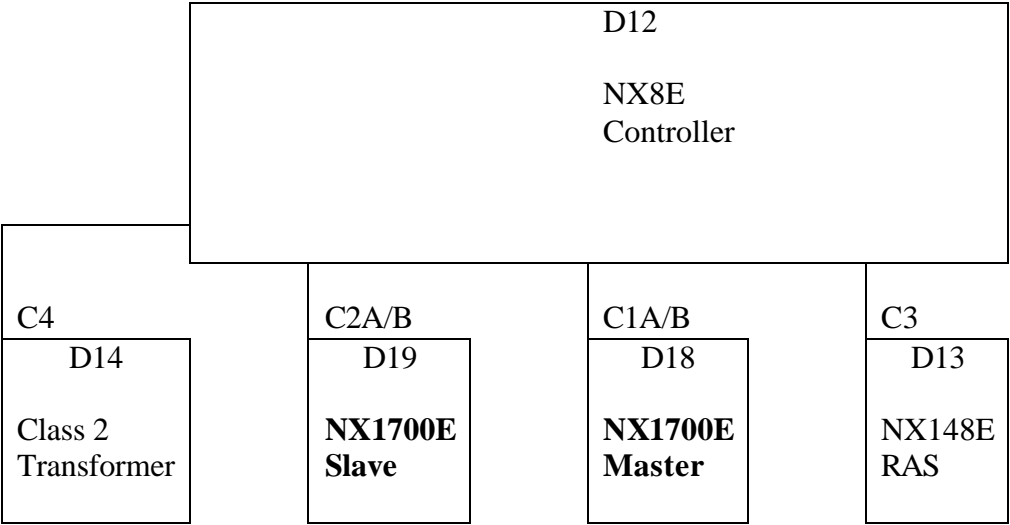 D12
NX8E
Controller
C4
C2A/B
C1A/B
C3
D14
D19
D18
D13
Class 2
Transformer
NX1700E
Slave
NX1700E
Master
NX148E
RAS